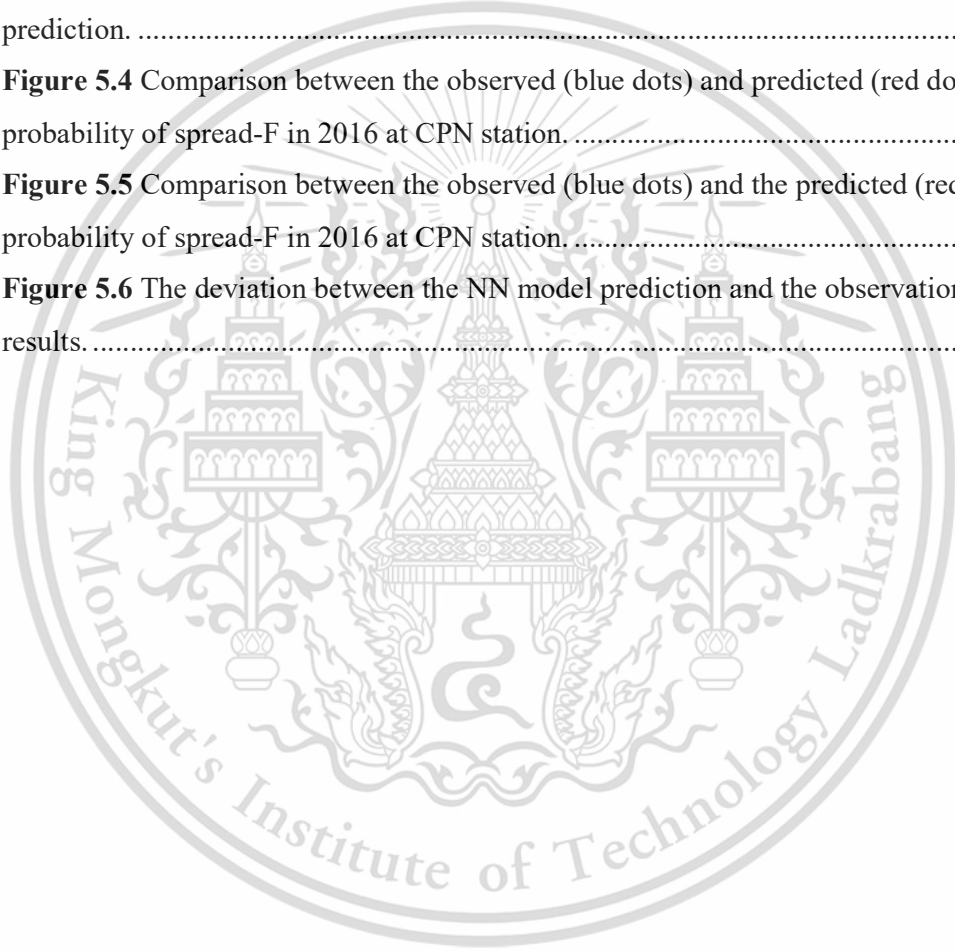 prediction. ....................................................................................................
Figure 5.4 Comparison between the observed (blue dots) and predicted (red do
probability of spread-F in 2016 at CPN station. ..............................................
Figure 5.5 Comparison between the observed (blue dots) and the predicted (red
probability of spread-F in 2016 at CPN station. ..............................................
Figure 5.6 The deviation between the NN model prediction and the observation
results. ..........................................................................................................
King Mongkut's Institute of Technology Ladkrabang